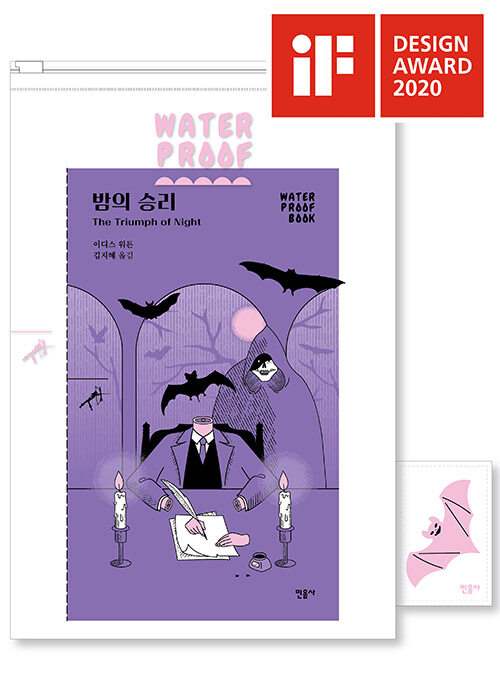 iF
DESIGN
AWARD
2020
WATER
PROOF
밤의 승리
The Triumph of Night
WATER
PROOF
BOOK
이디스 워튼
김지혜 옮김
민음사
민음사